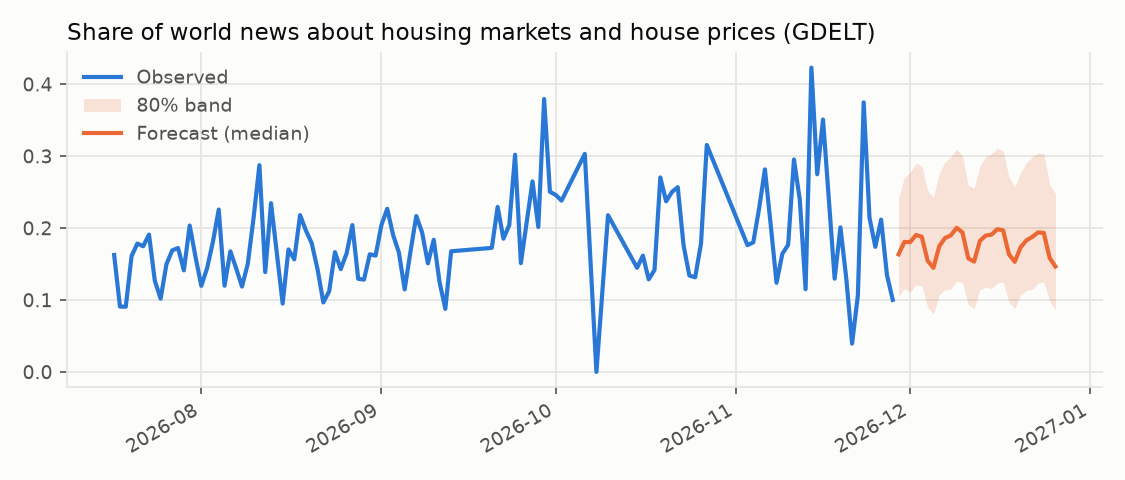 Share of world news about housing markets and house prices (GDELT)
Observed
80% band
Forecast (median)
0.4
0.3
0.2
0.1
0.0
2026-08
2026-09
2026-10
2026-11
2026-12
2027-01